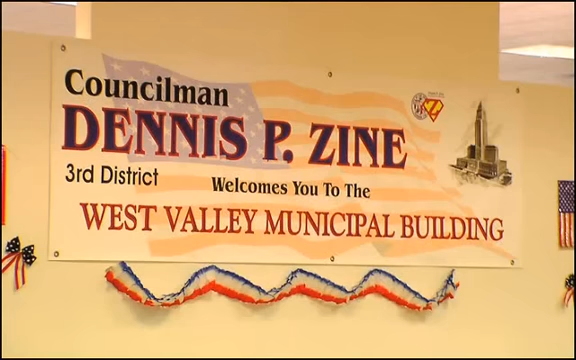 Councilman
DENNIS P. ZINE
3rd District
Welcomes You To The
WEST VALLEY MUNICIPAL BUILDING